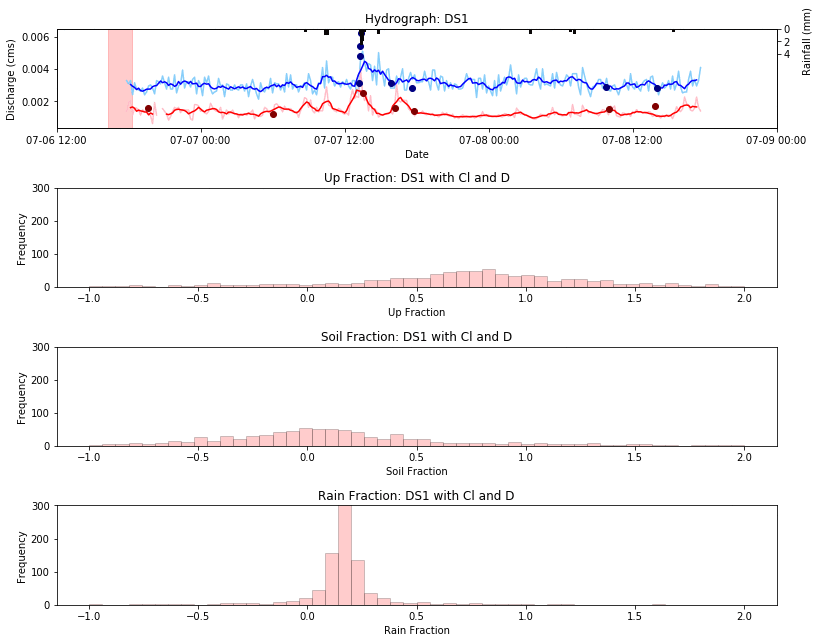 Hydrograph: DS1
Discharge (cms)
0.006
0.004
0.002
0
2
4
Rainfall (mm)
07-06 12:00 07-07 00:00 07-07 12:00 07-08 00:00 07-08 12:00 07-09 00:00
Date
Up Fraction: DS1 with Cl and D
Frequency
300
200
100
0
−1.0 −0.5 0.0 0.5 1.0 1.5 2.0
Up Fraction
Soil Fraction: DS1 with Cl and D
Frequency
300
200
100
0
−1.0 −0.5 0.0 0.5 1.0 1.5 2.0
Soil Fraction
Rain Fraction: DS1 with Cl and D
Frequency
300
200
100
0
−1.0 −0.5 0.0 0.5 1.0 1.5 2.0
Rain Fraction